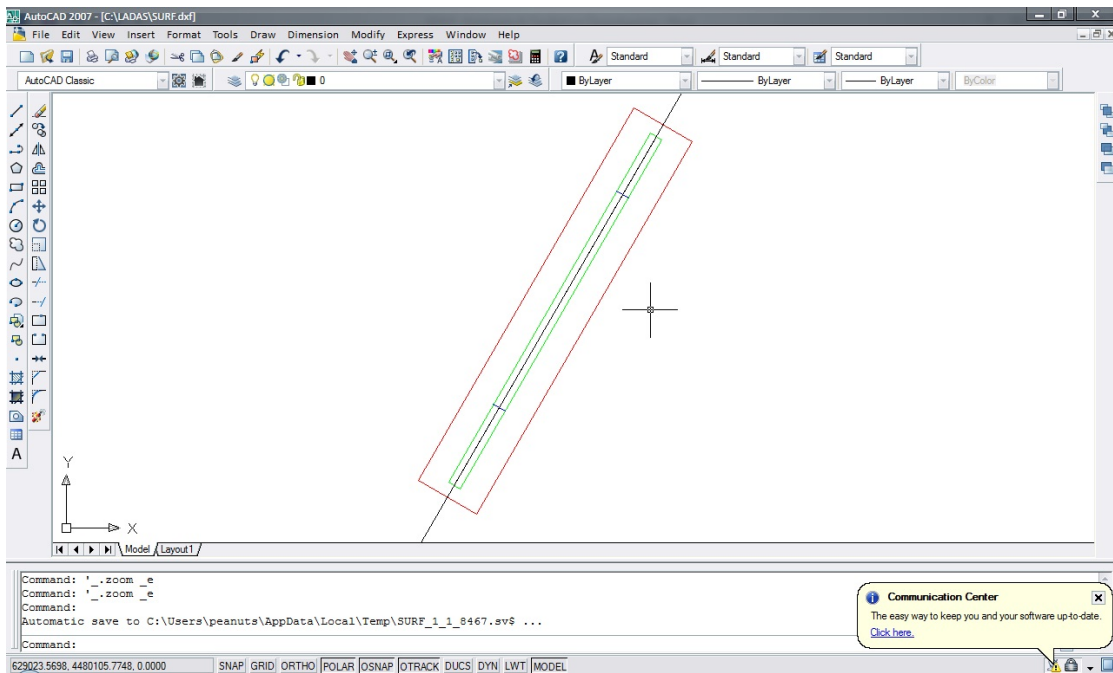 AutoCAD 2007 - [C:\LADAS\SURF.dxf]
File Edit View Insert Format Tools Draw Dimension Modify Express Window Help
Standard Standard Standard
AutoCAD Classic 0 ByLayer ByLayer ByLayer ByColor
A
Y
X
Model Layout1
Command: '_.zoom _e
Command: '_.zoom _e
Command:
Automatic save to C:\Users\peanuts\AppData\Local\Temp\SURF_1_1_8467.sv$ ...
Command:
Communication Center
The easy way to keep you and your software up-to-date.
Click here.
629023.5698, 4480105.7748, 0.0000 SNAP GRID ORTHO POLAR OSNAP OTRACK DUCS DYN LWT MODEL